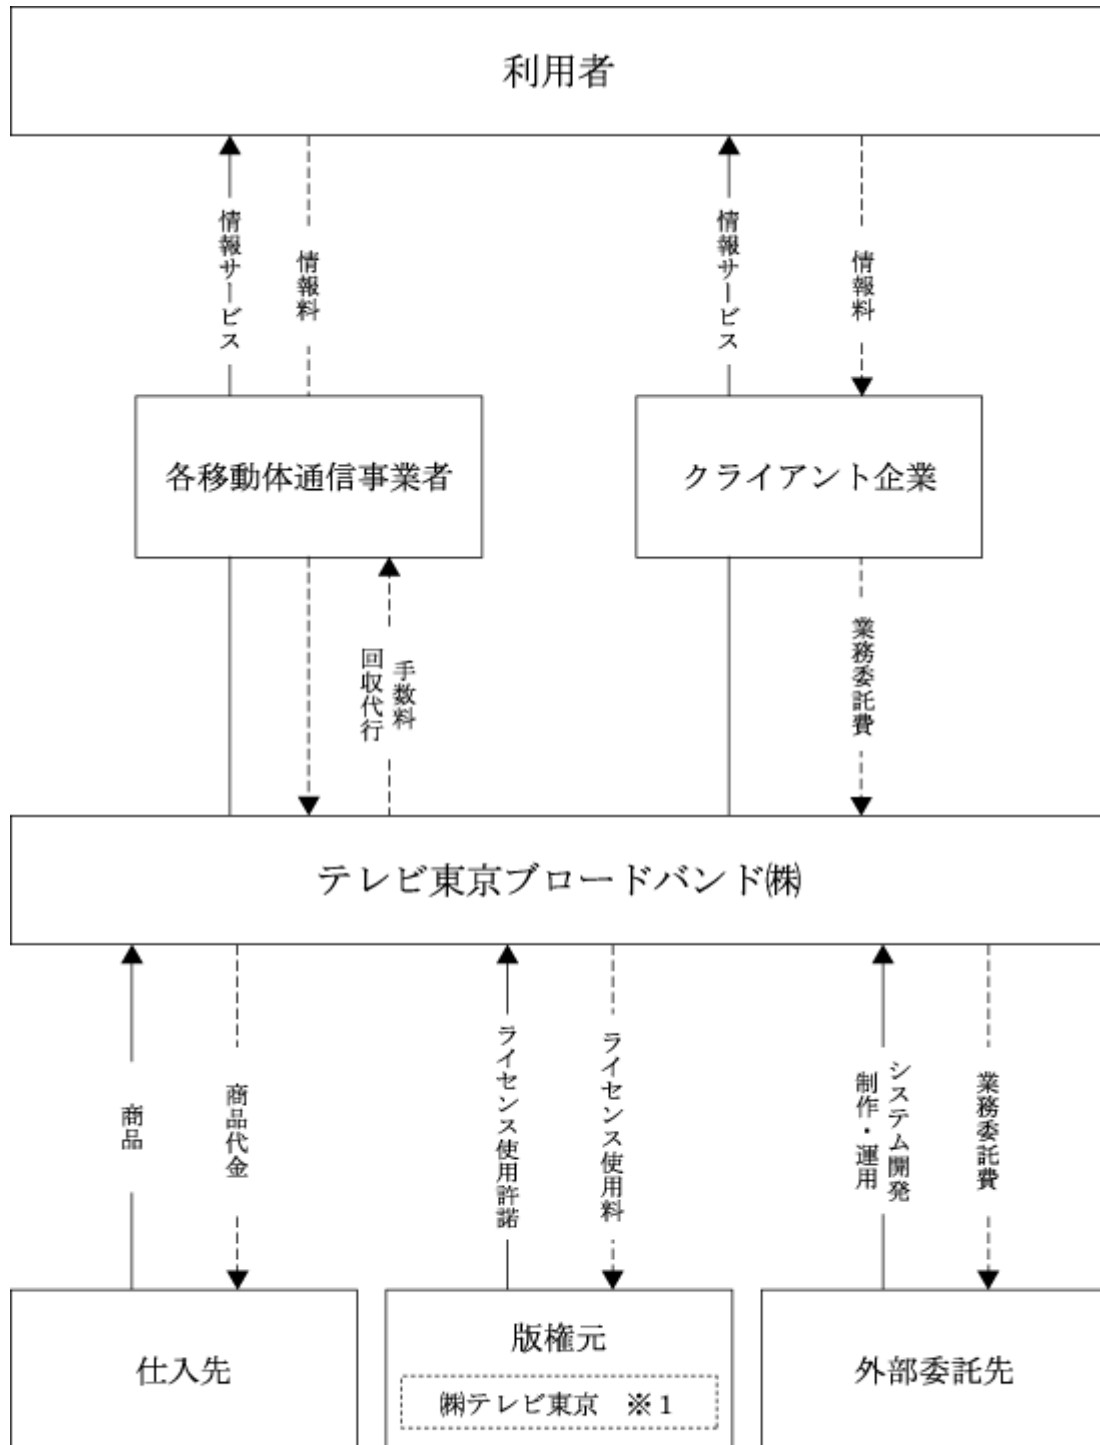 利用者
情報サービス
情報料
情報サービス
情報料
各移動体通信事業者
クライアント企業
回収代行
手数料
業務委託費
テレビ東京ブロードバンド㈱
商品
商品代金
ライセンス使用許諾
ライセンス使用料
システム開発
制作・運用
業務委託費
仕入先
版権元
㈱テレビ東京　※１
外部委託先